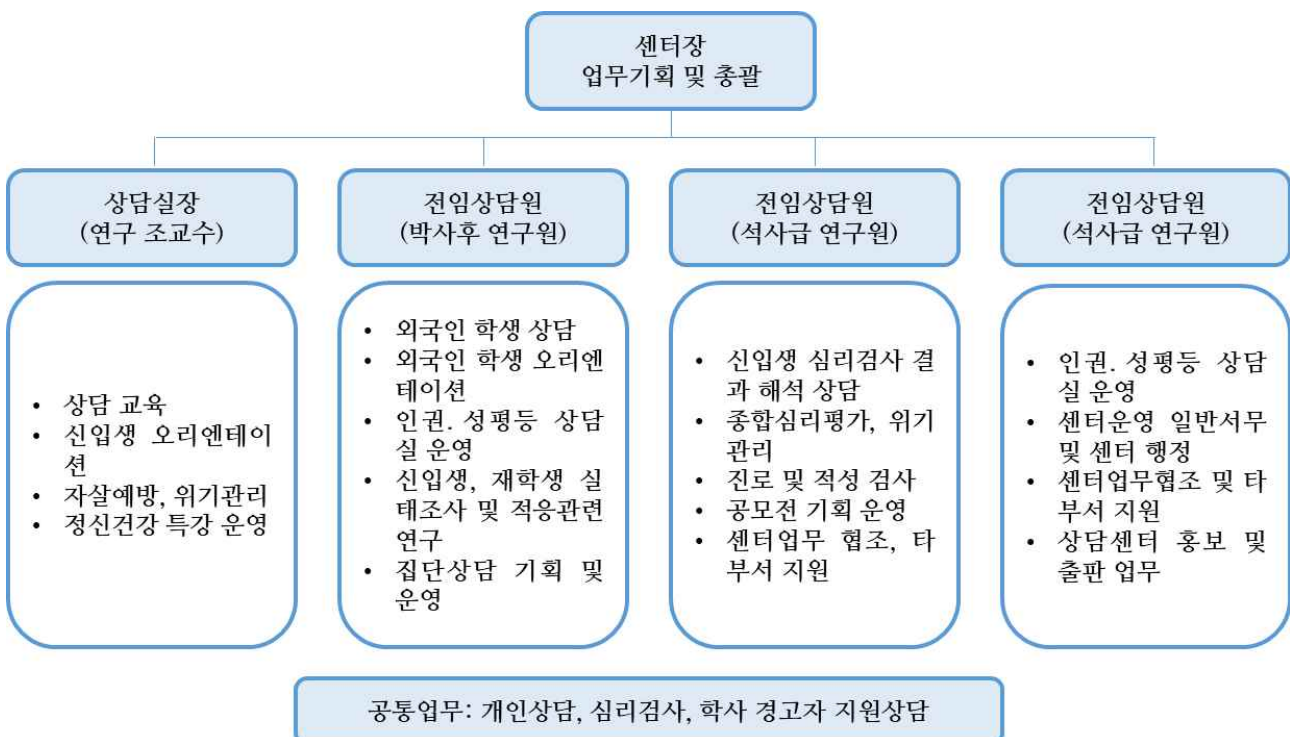 센터장
업무기획 및 총괄
상담실장
(연구 조교수)
전임상담원
(박사후 연구원)
전임상담원
(석사급 연구원)
전임상담원
(석사급 연구원)
• 상담 교육
• 신입생 오리엔테이
션
• 자살예방, 위기관리
• 정신건강 특강 운영
• 외국인 학생 상담
• 외국인 학생 오리엔
테이션
• 인권. 성평등 상담
실 운영
• 신입생, 재학생 실
태조사 및 적응관련
연구
• 집단상담 기획 및
운영
• 신입생 심리검사 결
과 해석 상담
• 종합심리평가, 위기
관리
• 진로 및 적성 검사
• 공모전 기획 운영
• 센터업무 협조, 타
부서 지원
• 인권. 성평등 상담
실 운영
• 센터운영 일반서무
및 센터 행정
• 센터업무협조 및 타
부서 지원
• 상담센터 홍보 및
출판 업무
공통업무: 개인상담, 심리검사, 학사 경고자 지원상담